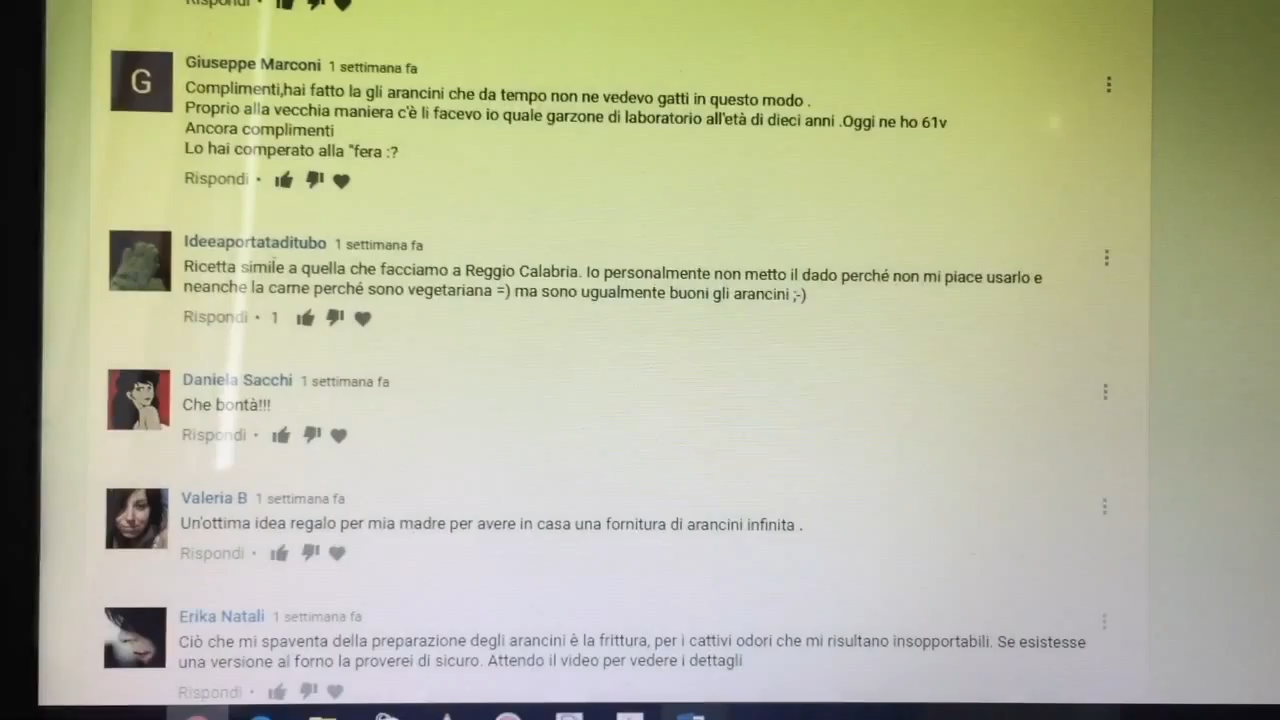 Rispondi •
G
Giuseppe Marconi 1 settimana fa
Complimenti,hai fatto la gli arancini che da tempo non ne vedevo gatti in questo modo .
Proprio alla vecchia maniera c'è li facevo io quale garzone di laboratorio all'età di dieci anni .Oggi ne ho 61v
Ancora complimenti
Lo hai comperato alla "fera :?
Rispondi •
Ideeaportataditubo 1 settimana fa
Ricetta simile a quella che facciamo a Reggio Calabria. Io personalmente non metto il dado perché non mi piace usarlo e
neanche la carne perché sono vegetariana =) ma sono ugualmente buoni gli arancini ;-)
Rispondi • 1
Daniela Sacchi 1 settimana fa
Che bontà!!!
Rispondi •
Valeria B 1 settimana fa
Un'ottima idea regalo per mia madre per avere in casa una fornitura di arancini infinita .
Rispondi •
Erika Natali 1 settimana fa
Ciò che mi spaventa della preparazione degli arancini è la frittura, per i cattivi odori che mi risultano insopportabili. Se esistesse
una versione al forno la proverei di sicuro. Attendo il video per vedere i dettagli
Rispondi •